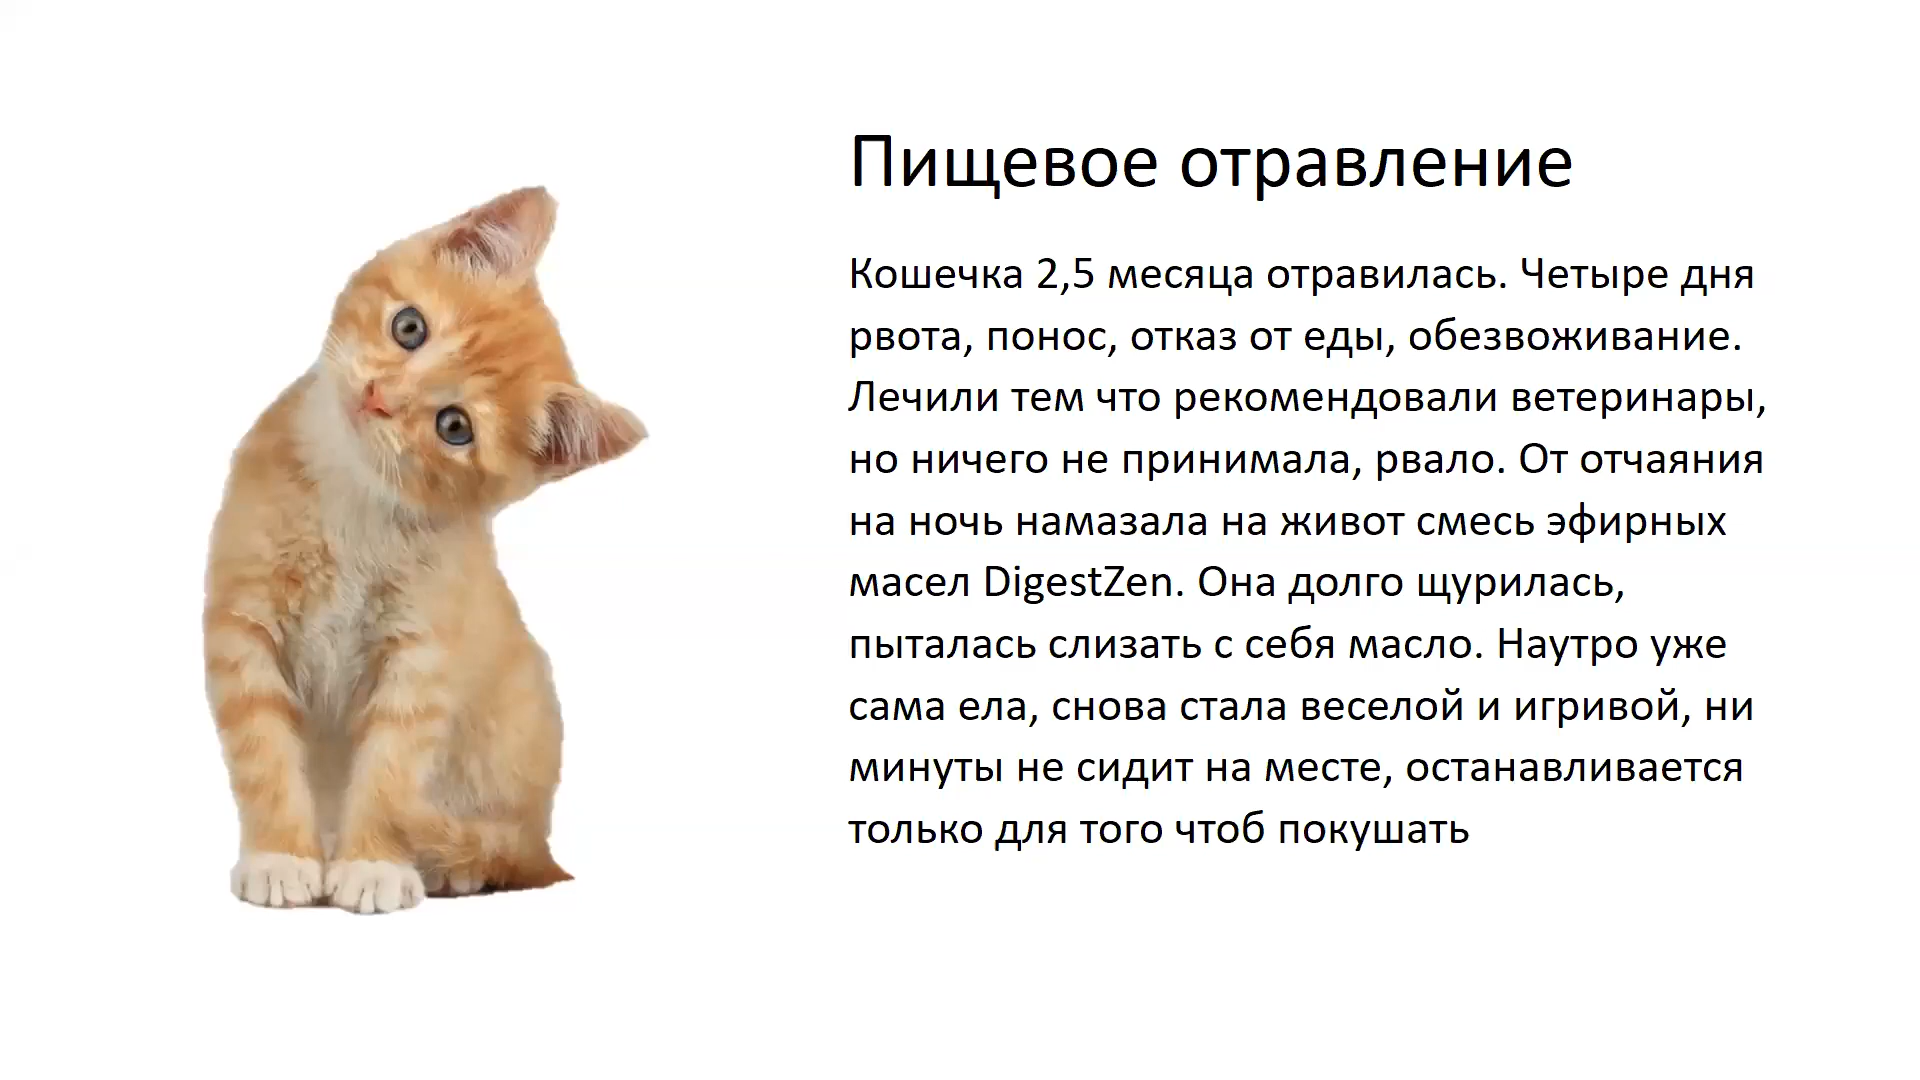 Пищевое отравление
Кошечка 2,5 месяца отравилась. Четыре дня
рвота, понос, отказ от еды, обезвоживание.
Лечили тем что рекомендовали ветеринары,
но ничего не принимала, рвало. От отчаяния
на ночь намазала на живот смесь эфирных
масел DigestZen. Она долго щурилась,
пыталась слизать с себя масло. Наутро уже
сама ела, снова стала веселой и игривой, ни
минуты не сидит на месте, останавливается
только для того чтоб покушать